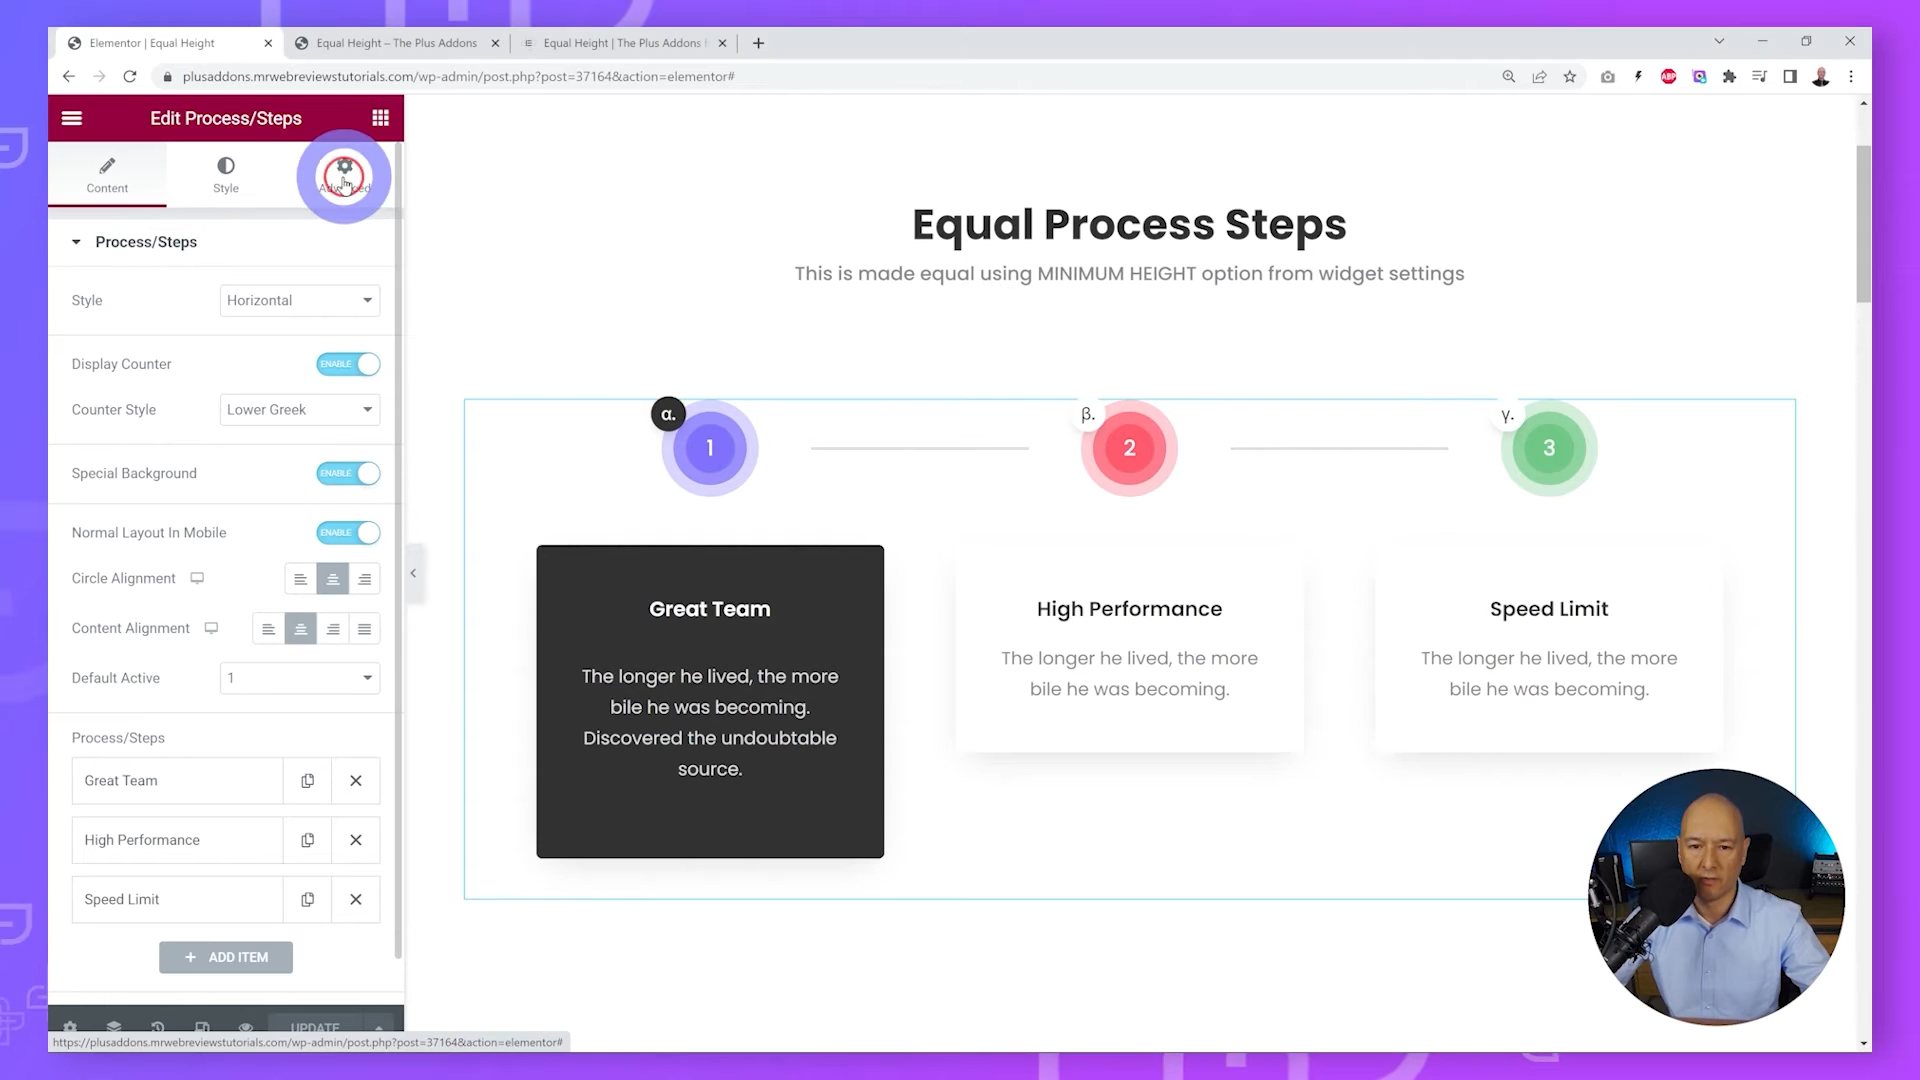 Elementor | Equal Height
Equal Height – The Plus Addons
Equal Height | The Plus Addons
plusaddons.mrwebreviewstutorials.com/wp-admin/post.php?post=37164&action=elementor#
ABP
Edit Process/Steps
Content
Style
Advanced
Process/Steps
Style
Horizontal
Display Counter
ENABLE
Counter Style
Lower Greek
Special Background
ENABLE
Normal Layout In Mobile
ENABLE
Circle Alignment
Content Alignment
Default Active
1
Process/Steps
Great Team
High Performance
Speed Limit
+ ADD ITEM
UPDATE
https://plusaddons.mrwebreviewstutorials.com/wp-admin/post.php?post=37164&action=elementor#
Equal Process Steps
This is made equal using MINIMUM HEIGHT option from widget settings
α.
1
β.
2
γ.
3
Great Team
The longer he lived, the more
bile he was becoming.
Discovered the undoubtable
source.
High Performance
The longer he lived, the more
bile he was becoming.
Speed Limit
The longer he lived, the more
bile he was becoming.